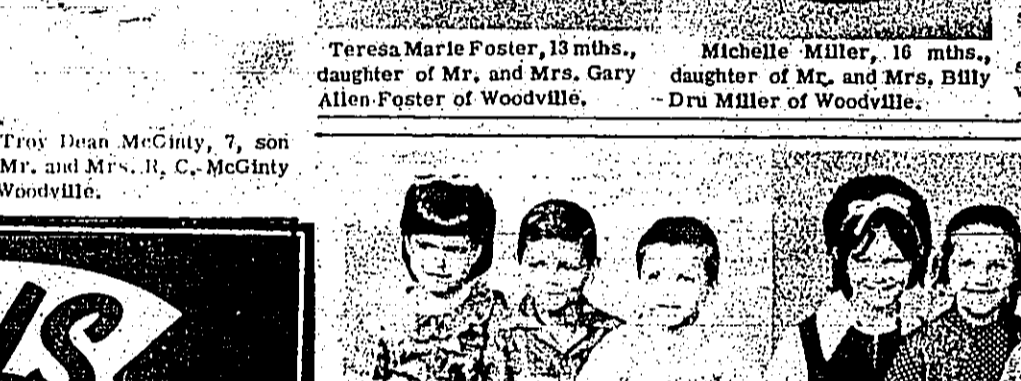 Teresa Marie Foster, 13 mths.,
daughter of Mr. and Mrs. Gary
Allen Foster of Woodville.
Michelle Miller, 16 mths.,
daughter of Mr. and Mrs. Billy
Dru Miller of Woodville.
Troy Dean McGinty, 7, son
Mr. and Mrs. R. C. McGinty
Woodville.